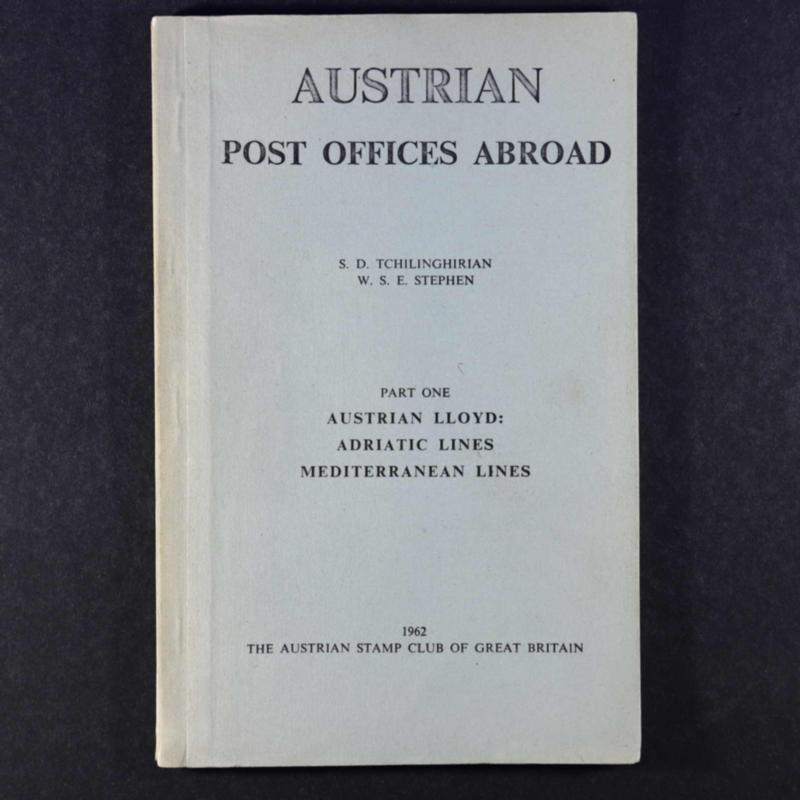 AUSTRIAN
POST OFFICES ABROAD
S. D. TCHILINGHIRIAN
W. S. E. STEPHEN
PART ONE
AUSTRIAN LLOYD:
ADRIATIC LINES
MEDITERRANEAN LINES
1962
THE AUSTRIAN STAMP CLUB OF GREAT BRITAIN